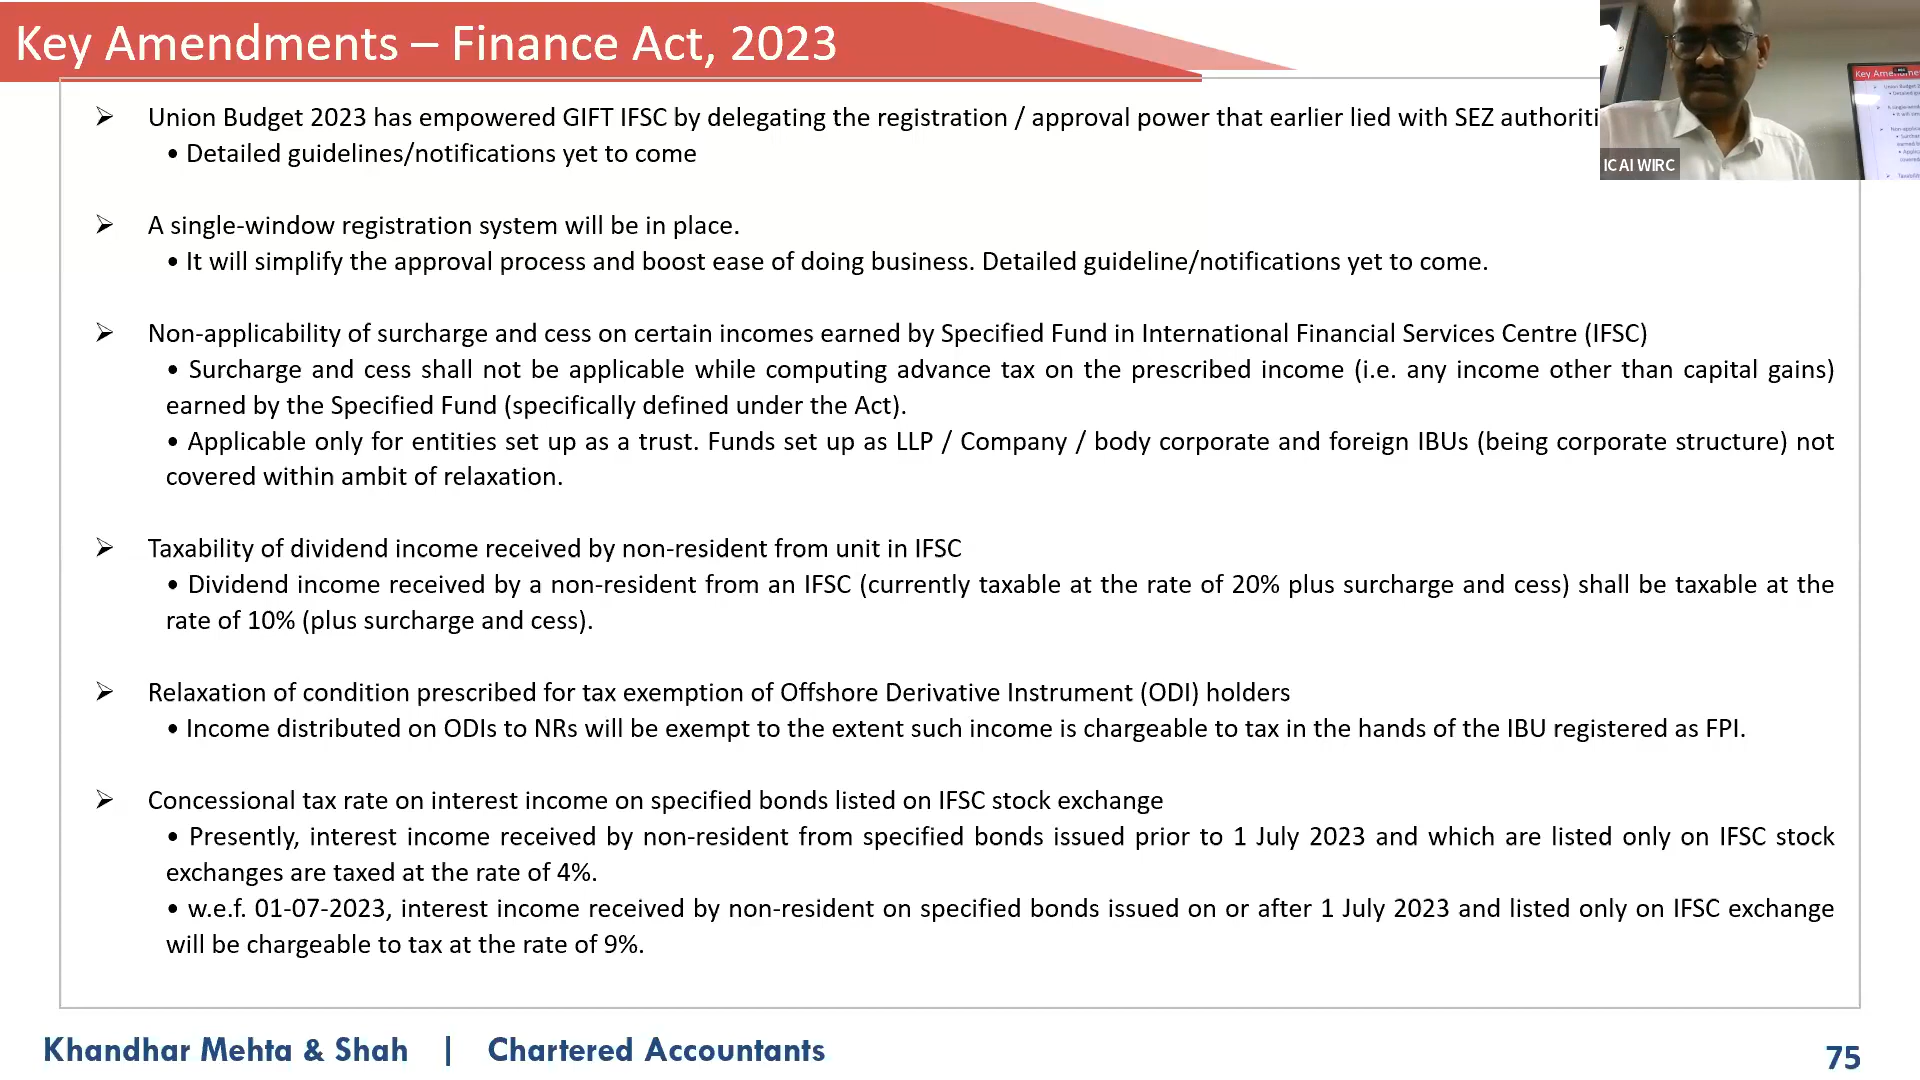 Key Amendments – Finance Act, 2023
➢ Union Budget 2023 has empowered GIFT IFSC by delegating the registration / approval power that earlier lied with SEZ
• Detailed guidelines/notifications yet to come
➢ A single-window registration system will be in place.
• It will simplify the approval process and boost ease of doing business. Detailed guideline/notifications yet to come.
➢ Non-applicability of surcharge and cess on certain incomes earned by Specified Fund in International Financial Services Centre (IFSC)
• Surcharge and cess shall not be applicable while computing advance tax on the prescribed income (i.e. any income other than capital gains)
earned by the Specified Fund (specifically defined under the Act).
• Applicable only for entities set up as a trust. Funds set up as LLP / Company / body corporate and foreign IBUs (being corporate structure) not
covered within ambit of relaxation.
➢ Taxability of dividend income received by non-resident from unit in IFSC
• Dividend income received by a non-resident from an IFSC (currently taxable at the rate of 20% plus surcharge and cess) shall be taxable at the
rate of 10% (plus surcharge and cess).
➢ Relaxation of condition prescribed for tax exemption of Offshore Derivative Instrument (ODI) holders
• Income distributed on ODIs to NRs will be exempt to the extent such income is chargeable to tax in the hands of the IBU registered as FPI.
➢ Concessional tax rate on interest income on specified bonds listed on IFSC stock exchange
• Presently, interest income received by non-resident from specified bonds issued prior to 1 July 2023 and which are listed only on IFSC stock
exchanges are taxed at the rate of 4%.
• w.e.f. 01-07-2023, interest income received by non-resident on specified bonds issued on or after 1 July 2023 and listed only on IFSC exchange
will be chargeable to tax at the rate of 9%.
ICAI WIRC
Khandhar Mehta & Shah | Chartered Accountants
75